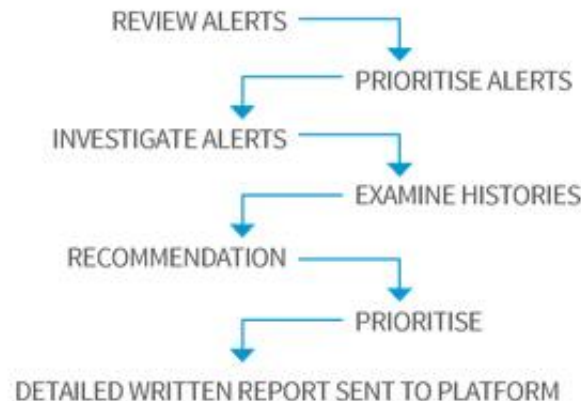 REVIEW ALERTS
PRIORITISE ALERTS
INVESTIGATE ALERTS
EXAMINE HISTORIES
RECOMMENDATION
PRIORITISE
DETAILED WRITTEN REPORT SENT TO PLATFORM